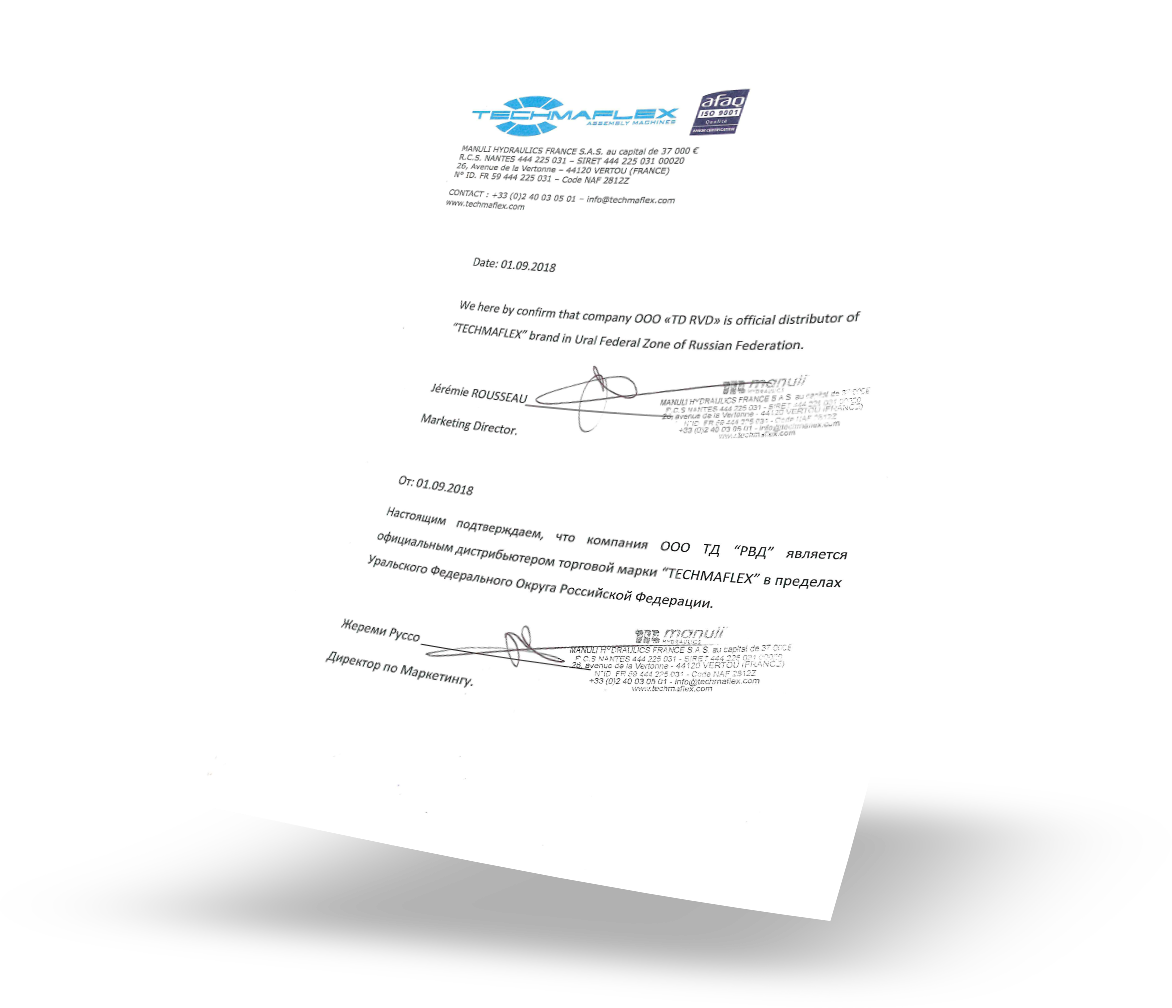 TECHMAFLEX
ASSEMBLY MACHINES
afaq
ISO 9001
Qualité
AFNOR CERTIFICATION
MANULI HYDRAULICS FRANCE S.A.S. au capital de 37 000 €
R.C.S. NANTES 444 225 031 – SIRET 444 225 031 00020
26, Avenue de la Vertonne – 44120 VERTOU (FRANCE)
N° ID. FR 59 444 225 031 – Code NAF 2812Z
CONTACT : +33 (0)2 40 03 05 01 – info@techmaflex.com
www.techmaflex.com
Date: 01.09.2018
We here by confirm that company OOO «TD RVD» is official distributor of
“TECHMAFLEX” brand in Ural Federal Zone of Russian Federation.
Jérémie ROUSSEAU
manuli
HYDRAULICS
MANULI HYDRAULICS FRANCE S.A.S. au capital de 37 000€
R.C.S NANTES 444 225 031 - SIRET 444 225 031 00020
26, avenue de la Vertonne - 44120 VERTOU (FRANCE)
N°ID. FR 59 444 225 031 - Code NAF 2812Z
+33 (0)2 40 03 05 01 - info@techmaflex.com
www.techmaflex.com
Marketing Director.
От: 01.09.2018
Настоящим подтверждаем, что компания ООО ТД “РВД” является
официальным дистрибьютером торговой марки “TECHMAFLEX” в пределах
Уральского Федерального Округа Российской Федерации.
Жереми Руссо
manuli
HYDRAULICS
MANULI HYDRAULICS FRANCE S.A.S. au capital de 37 000€
R.C.S NANTES 444 225 031 - SIRET 444 225 031 00020
26, avenue de la Vertonne - 44120 VERTOU (FRANCE)
N°ID. FR 59 444 225 031 - Code NAF 2812Z
+33 (0)2 40 03 05 01 - info@techmaflex.com
www.techmaflex.com
Директор по Маркетингу.